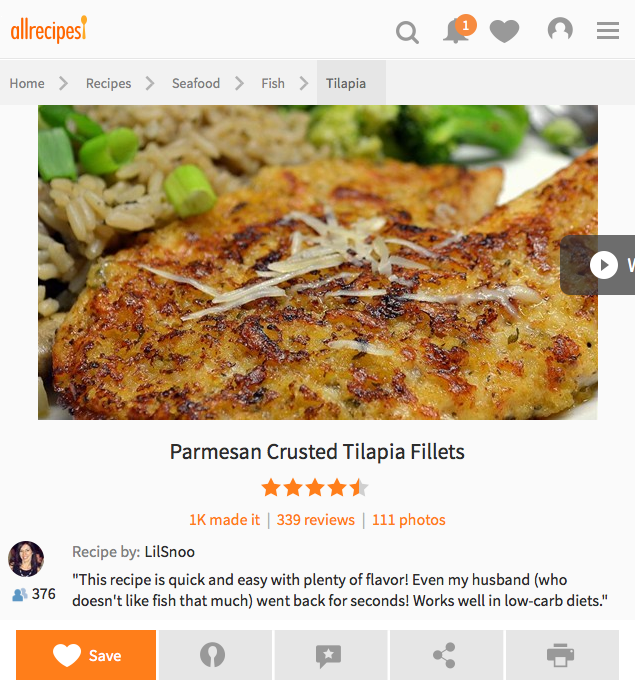 allrecipes
1
Home Recipes Seafood Fish Tilapia
W
Parmesan Crusted Tilapia Fillets
1K made it | 339 reviews | 111 photos
Recipe by: LilSnoo
376
"This recipe is quick and easy with plenty of flavor! Even my husband (who
doesn't like fish that much) went back for seconds! Works well in low-carb diets."
Save